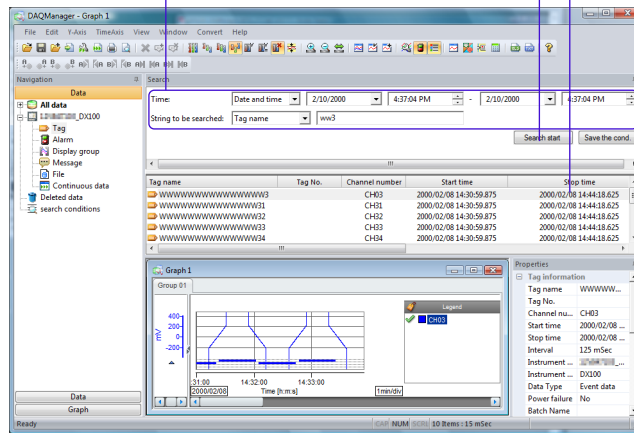 DAQManager - Graph 1
File Edit Y-Axis TimeAxis View Window Convert Help
Navigation
Search
Data
All data
_DX100
Tag
Alarm
Display group
Message
File
Continuous data
Deleted data
search conditions
Data
Graph
Time: Date and time 2/10/2000 4:37:04 PM - 2/10/2000 4:37:04 PM
String to be searched: Tag name ww3
Search start Save the cond
Tag name Tag No. Channel number Start time Stop time
WWWWWWWWWWWWWWWW3 CH03 2000/02/08 14:30:59.875 2000/02/08 14:44:18.625
WWWWWWWWWWWWWWW31 CH31 2000/02/08 14:30:59.875 2000/02/08 14:44:18.625
WWWWWWWWWWWWWWW32 CH32 2000/02/08 14:30:59.875 2000/02/08 14:44:18.625
WWWWWWWWWWWWWWW33 CH33 2000/02/08 14:30:59.875 2000/02/08 14:44:18.625
WWWWWWWWWWWWWWW34 CH34 2000/02/08 14:30:59.875 2000/02/08 14:44:18.625
Graph 1
Group 01
Legend
CH03
mV
400
200
0
-200
:31:00 14:32:00 14:33:00
2000/02/08 Time [h:m:s] 1min/div
Properties
Tag information
Tag name WWWWW...
Tag No.
Channel nu... CH03
Start time 2000/02/08 ...
Stop time 2000/02/08 ...
Interval 125 mSec
Instrument ...
Instrument ... DX100
Data Type Event data
Power failure No
Batch Name
Ready
CAP NUM SCRL 10 Items : 15 mSec